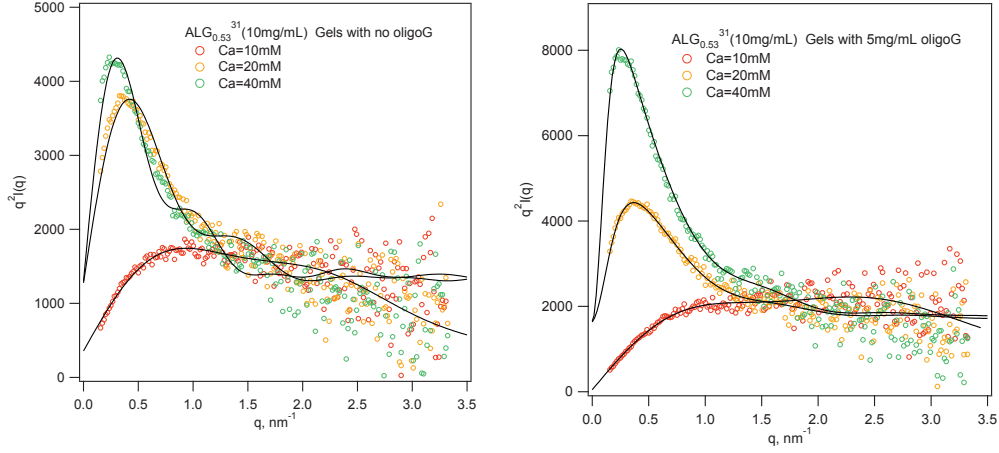 5000
4000
3000
2000
1000
0
q²I(q)
ALG₀.₅₃³¹(10mg/mL) Gels with no oligoG
Ca=10mM
Ca=20mM
Ca=40mM
0.0 0.5 1.0 1.5 2.0 2.5 3.0 3.5
q, nm⁻¹
8000
6000
4000
2000
0
q²I(q)
ALG₀.₅₃³¹(10mg/mL) Gels with 5mg/mL oligoG
Ca=10mM
Ca=20mM
Ca=40mM
0.0 0.5 1.0 1.5 2.0 2.5 3.0 3.5
q, nm⁻¹